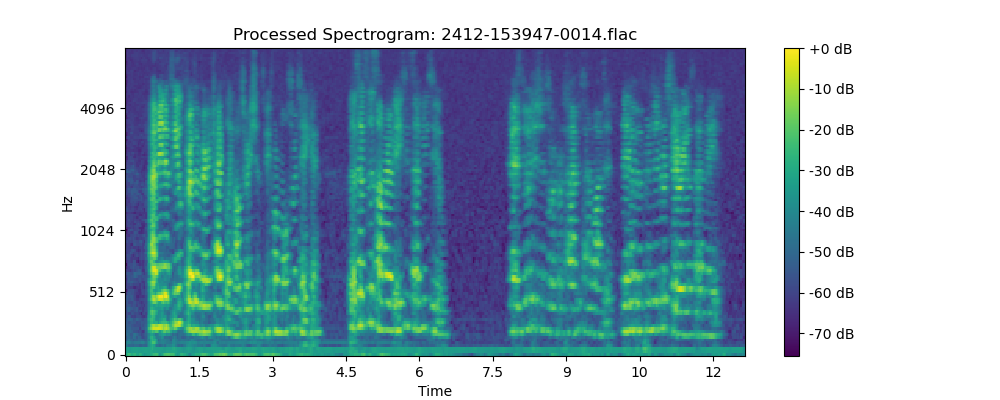 Processed Spectrogram: 2412-153947-0014.flac
Hz
4096
2048
1024
512
0
0 1.5 3 4.5 6 7.5 9 10 12
Time
+0 dB
-10 dB
-20 dB
-30 dB
-40 dB
-50 dB
-60 dB
-70 dB